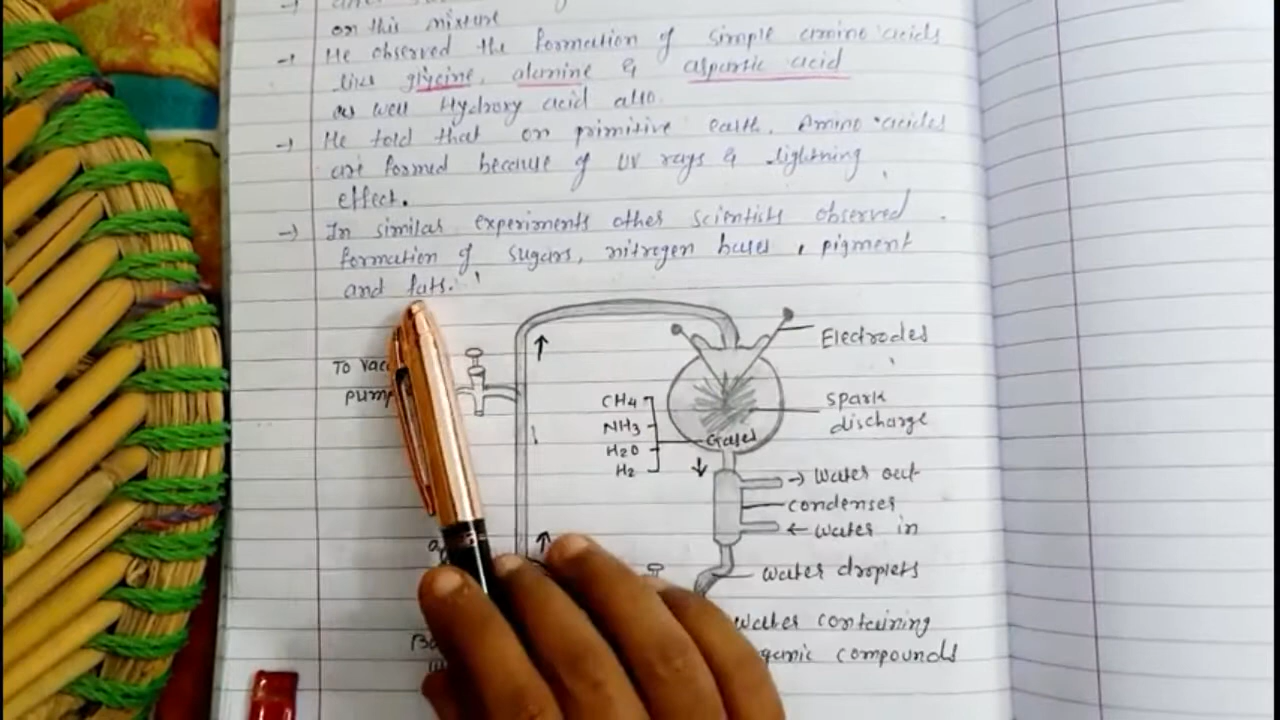 on this mixture
→ He observed the formation of simple amino acids
like glycine, alanine & aspartic acid
as well Hydroxy acid also.
→ He told that on primitive earth. Amino acids
are formed because of UV rays & lightning
effect.
→ In similar experiments other scientists observed
formation of sugars, nitrogen bases, pigment
and fats.
Electrodes
To
pump
CH4
NH3
H2O
H2
Gases
Spark
discharge
→ Water out
condenser
← Water in
Water droplets
Water containing
compounds